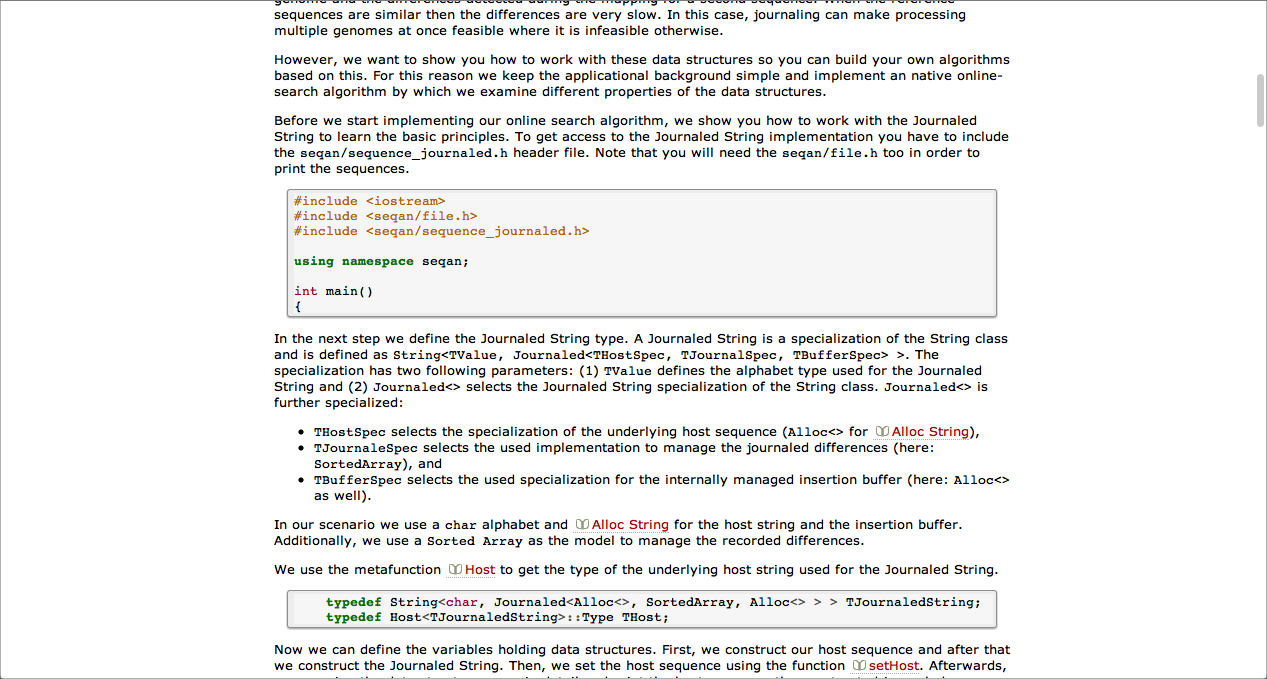 genome and the differences detected during the mapping for a second sequence. When the reference
sequences are similar then the differences are very slow. In this case, journaling can make processing
multiple genomes at once feasible where it is infeasible otherwise.
However, we want to show you how to work with these data structures so you can build your own algorithms
based on this. For this reason we keep the applicational background simple and implement an native online-
search algorithm by which we examine different properties of the data structures.
Before we start implementing our online search algorithm, we show you how to work with the Journaled
String to learn the basic principles. To get access to the Journaled String implementation you have to include
the seqan/sequence_journaled.h header file. Note that you will need the seqan/file.h too in order to
print the sequences.
#include <iostream>
#include <seqan/file.h>
#include <seqan/sequence_journaled.h>
using namespace seqan;
int main()
{
In the next step we define the Journaled String type. A Journaled String is a specialization of the String class
and is defined as String<TValue, Journaled<THostSpec, TJournalSpec, TBufferSpec> >. The
specialization has two following parameters: (1) TValue defines the alphabet type used for the Journaled
String and (2) Journaled<> selects the Journaled String specialization of the String class. Journaled<> is
further specialized:
• THostSpec selects the specialization of the underlying host sequence (Alloc<> for Alloc String),
• TJournaleSpec selects the used implementation to manage the journaled differences (here:
SortedArray), and
• TBufferSpec selects the used specialization for the internally managed insertion buffer (here: Alloc<>
as well).
In our scenario we use a char alphabet and Alloc String for the host string and the insertion buffer.
Additionally, we use a Sorted Array as the model to manage the recorded differences.
We use the metafunction Host to get the type of the underlying host string used for the Journaled String.
typedef String<char, Journaled<Alloc<>, SortedArray, Alloc<> > > TJournaledString;
typedef Host<TJournaledString>::Type THost;
Now we can define the variables holding data structures. First, we construct our host sequence and after that
we construct the Journaled String. Then, we set the host sequence using the function setHost. Afterwards,